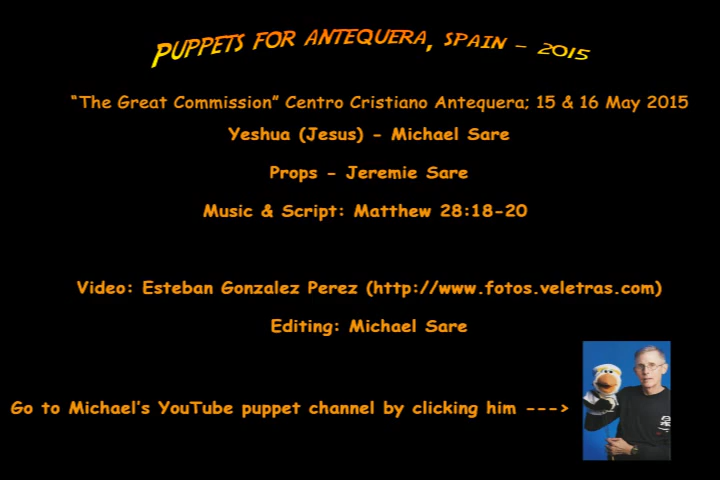 PUPPETS FOR ANTEQUERA, SPAIN - 2015
"The Great Commission" Centro Cristiano Antequera; 15 & 16 May 2015
Yeshua (Jesus) - Michael Sare
Props - Jeremie Sare
Music & Script: Matthew 28:18-20
Video: Esteban Gonzalez Perez (http://www.fotos.veletras.com)
Editing: Michael Sare
Go to Michael's YouTube puppet channel by clicking him --->